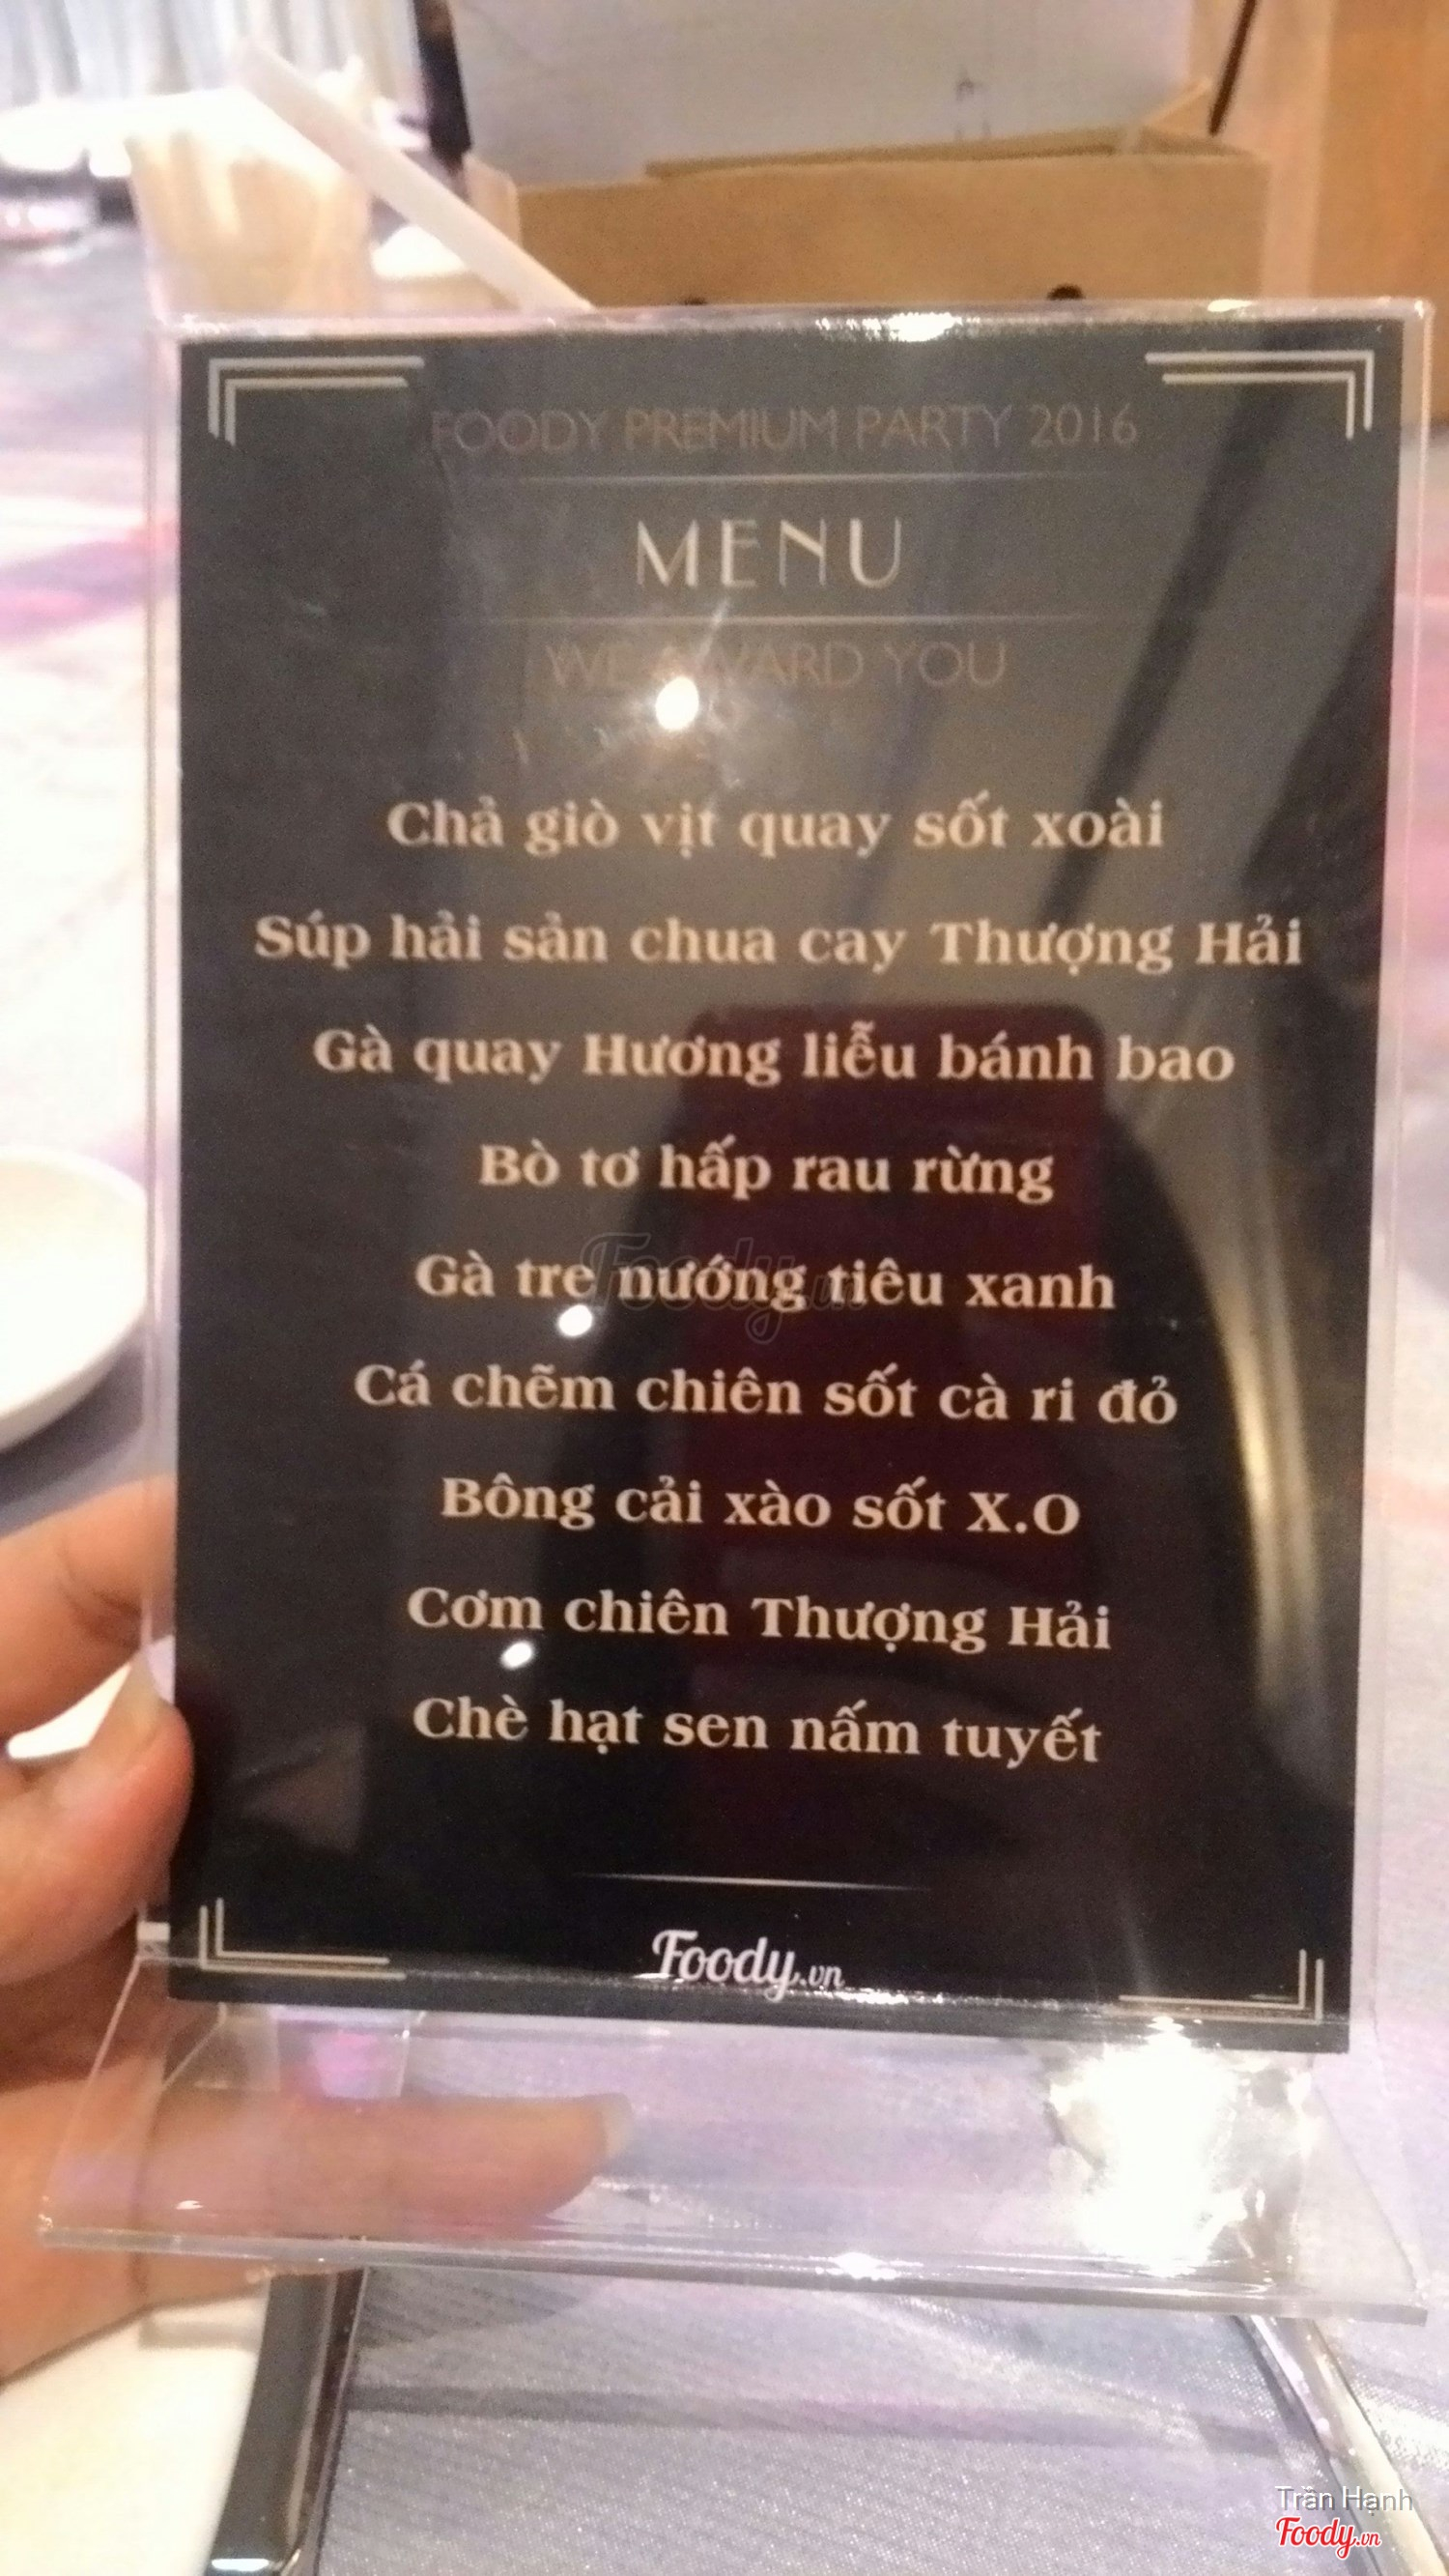 FOODY PREMIUM PARTY 2016
MENU
WE AWARD YOU
Chả giò vịt quay sốt xoài
Súp hải sản chua cay Thượng Hải
Gà quay Hương liễu bánh bao
Bò tơ hấp rau rừng
Gà tre nướng tiêu xanh
Foody.vn
Cá chẽm chiên sốt cà ri đỏ
Bông cải xào sốt X.O
Cơm chiên Thượng Hải
Chè hạt sen nấm tuyết
Foody.vn
Trần Hạnh
Foody.vn